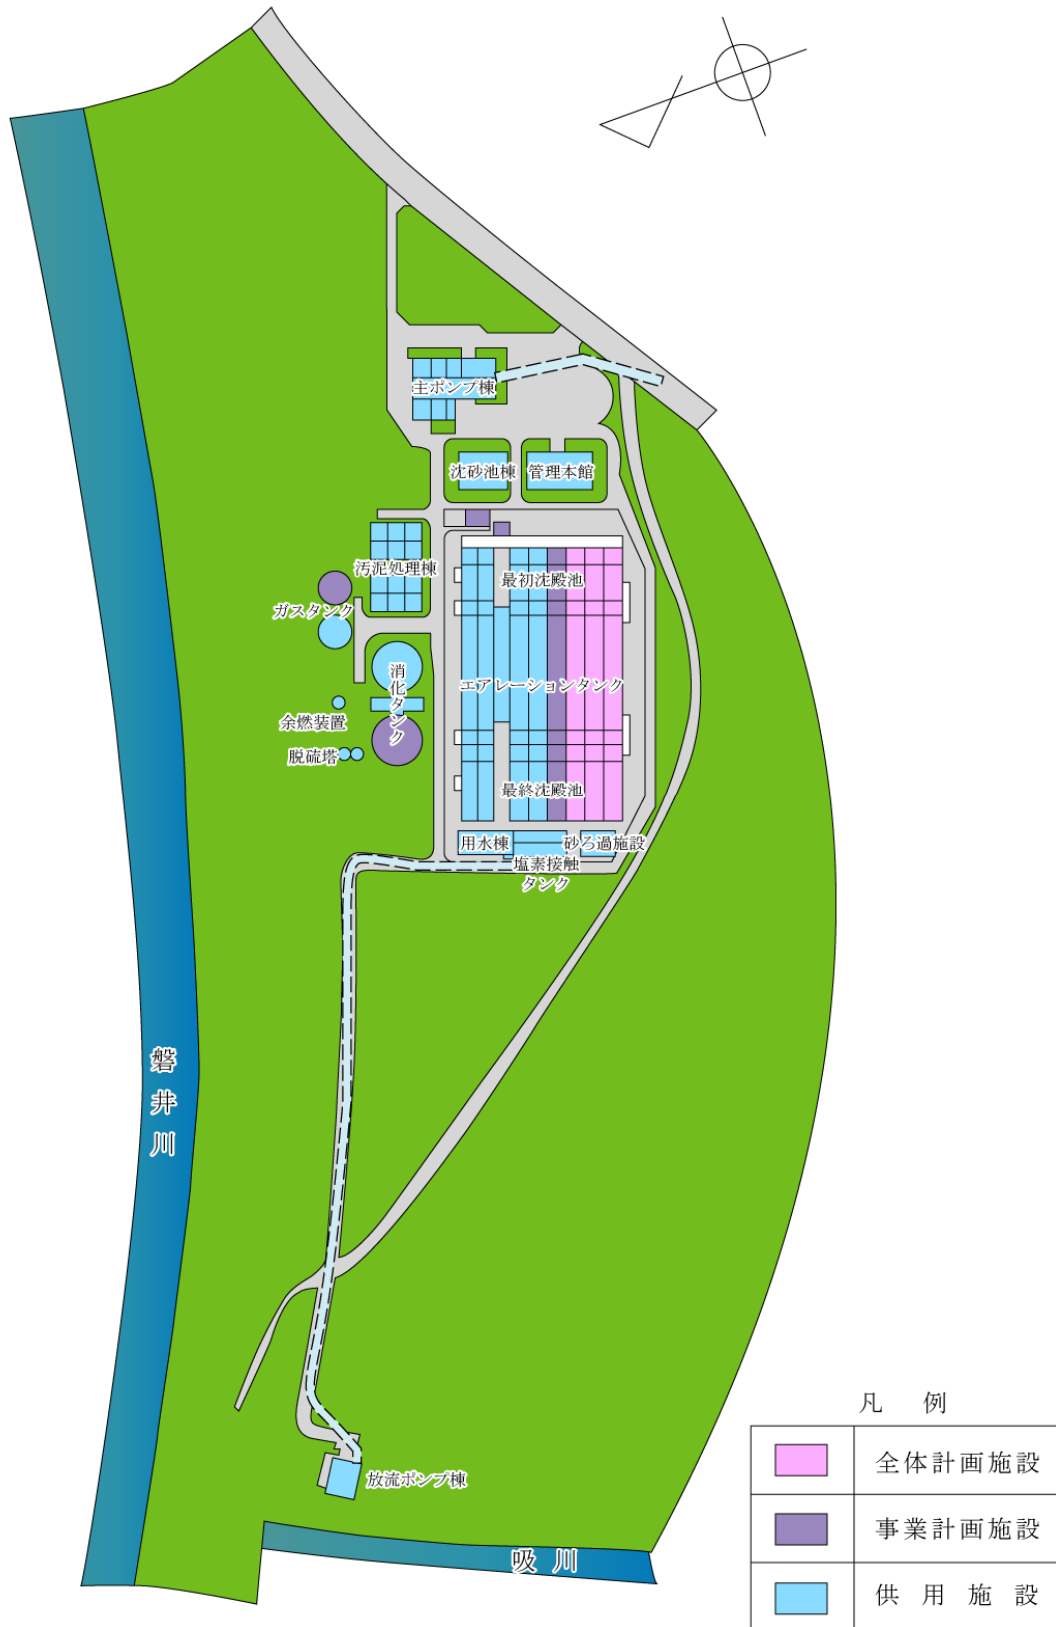 主ポンプ棟
沈砂池棟
管理本館
汚泥処理棟
最初沈殿池
ガスタンク
消化タンク
エアレーションタンク
余燃装置
脱硫塔
最終沈殿池
用水棟
砂ろ過施設
塩素接触
タンク
磐井川
放流ポンプ棟
吸川
凡例
全体計画施設
事業計画施設
供用施設